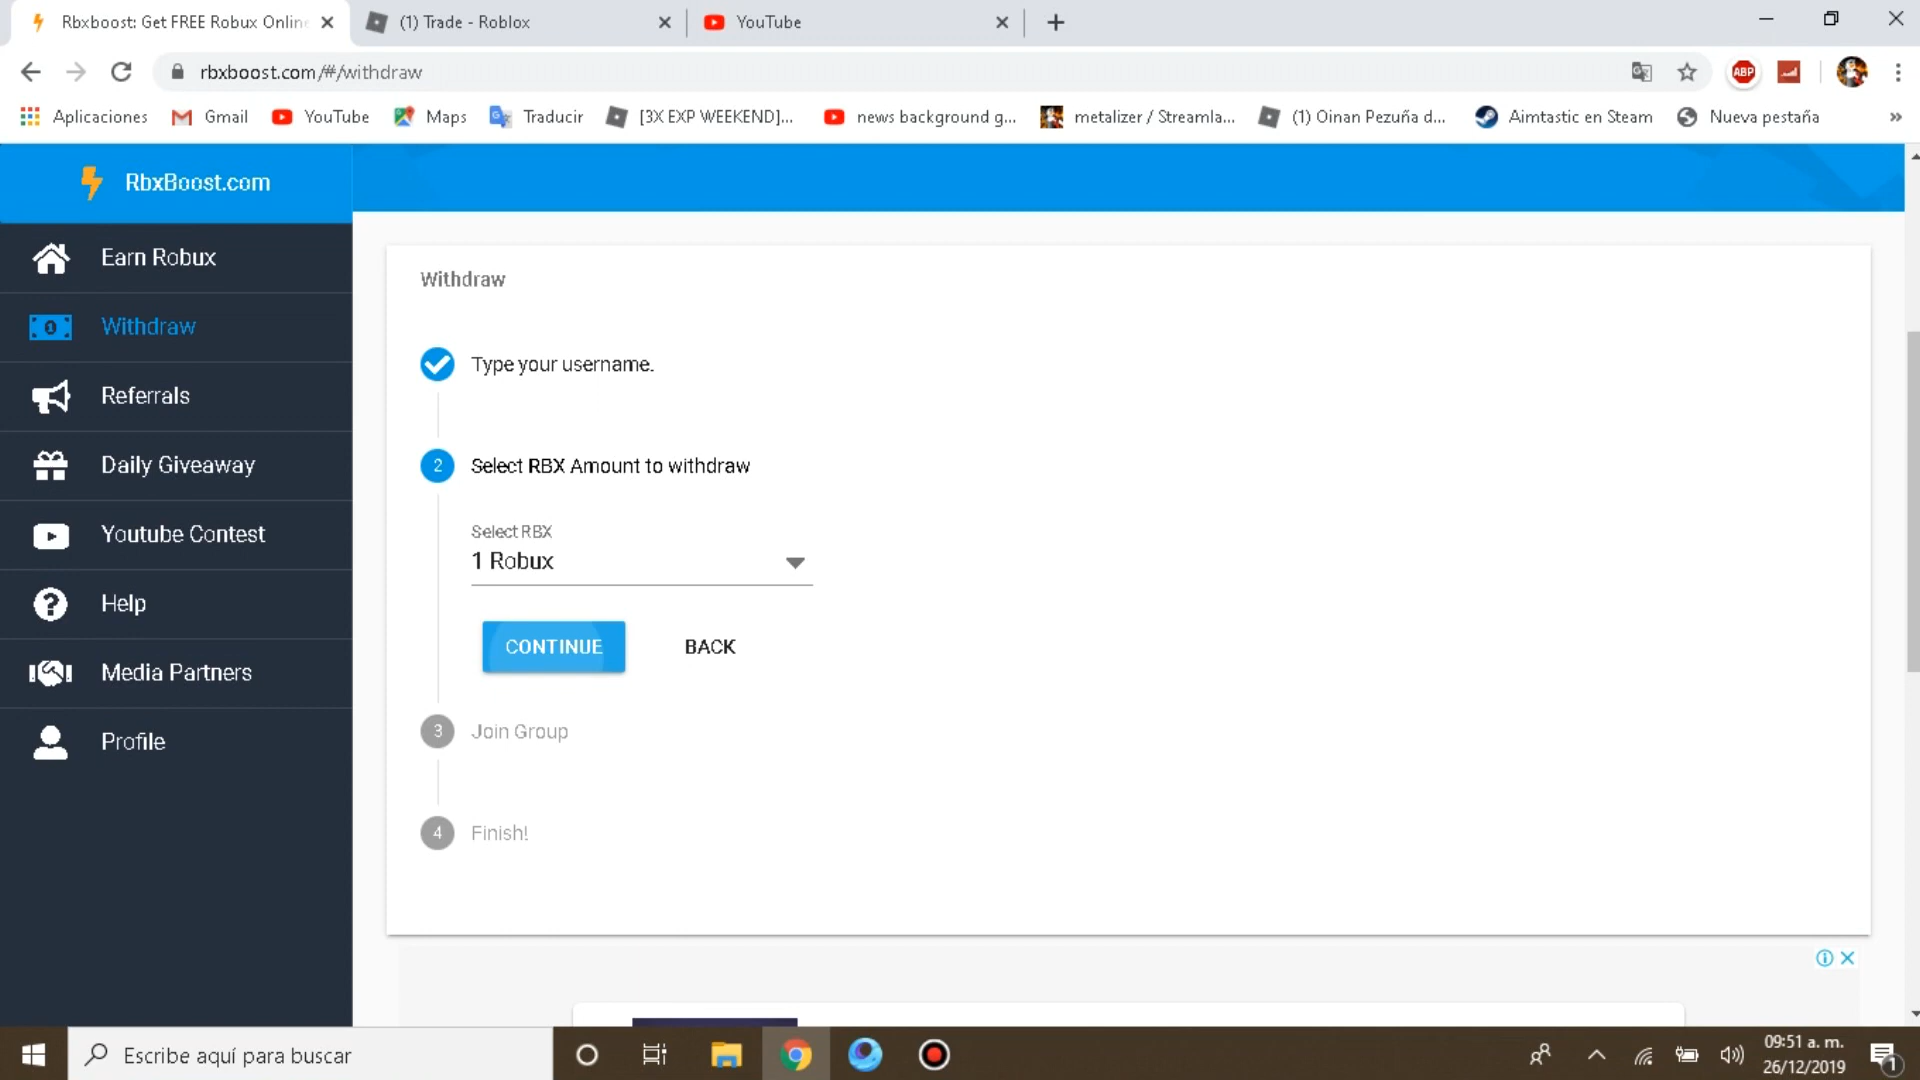 Rbxboost: Get FREE Robux Online
(1) Trade - Roblox
YouTube
rbxboost.com/#/withdraw
ABP
Aplicaciones
Gmail
YouTube
Maps
Traducir
[3X EXP WEEKEND]...
news background g...
metalizer / Streamla...
(1) Oinan Pezuña d...
Aimtastic en Steam
Nueva pestaña
»
RbxBoost.com
Earn Robux
Withdraw
Referrals
Daily Giveaway
Youtube Contest
Help
Media Partners
Profile
Withdraw
Type your username.
2 Select RBX Amount to withdraw
Select RBX
1 Robux
CONTINUE BACK
3 Join Group
4 Finish!
Escribe aquí para buscar
09:51 a. m.
26/12/2019
1